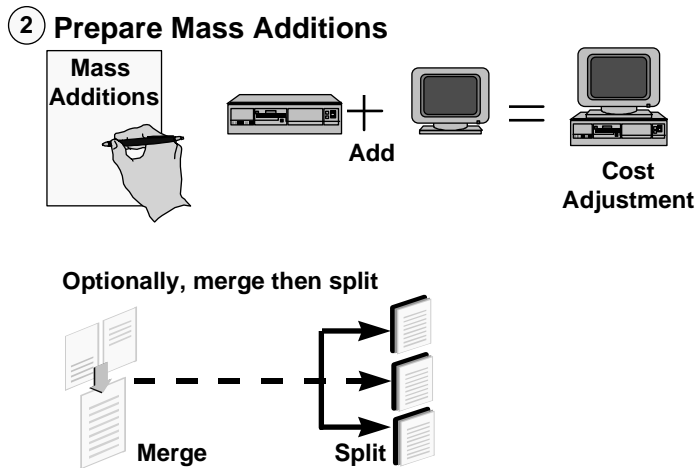 2 Prepare Mass Additions
Mass
Additions
Add
Cost
Adjustment
Optionally, merge then split
Merge
Split